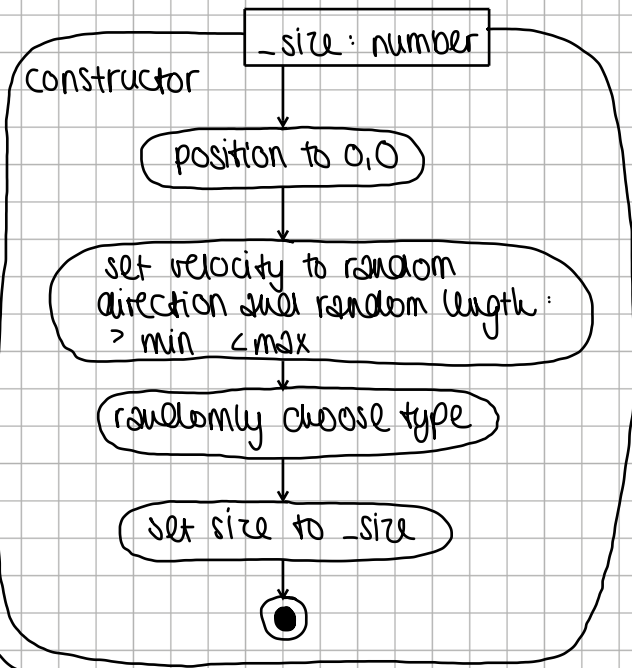 _size: number
constructor
position to 0,0
set velocity to random
direction and random length:
> min <max
randomly choose type
set size to _size